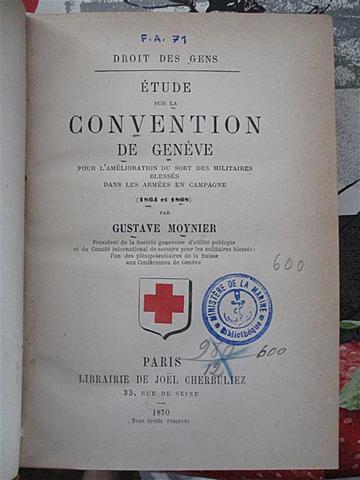 F.A. 71
DROIT DES GENS
ÉTUDE
SUR LA
CONVENTION
DE GENÈVE
POUR L'AMÉLIORATION DU SORT DES MILITAIRES
BLESSÉS
DANS LES ARMÉES EN CAMPAGNE
(1864 et 1868)
PAR
GUSTAVE MOYNIER
Président de la Société genevoise d'utilité publique
et du Comité international de secours pour les militaires blessés;
l'un des plénipotentiaires de la Suisse
aux Conférences de Genève
600
MINISTÈRE DE LA MARINE
Bibliothèque
980
12
600
PARIS
LIBRAIRIE DE JOËL CHERBULIEZ
33, RUE DE SEINE
1870
Tous droits réservés